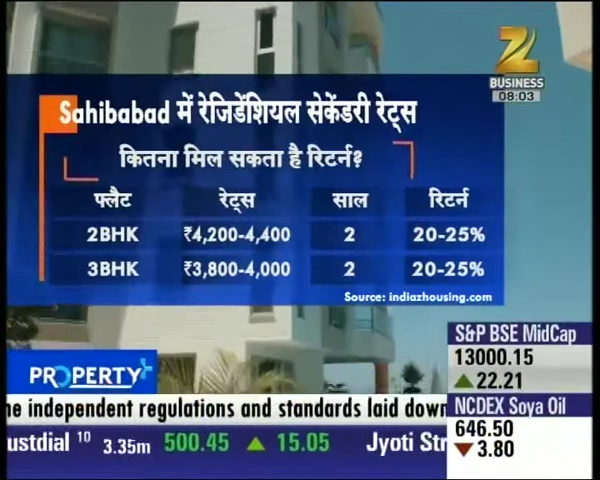 Z
BUSINESS
08:03
Sahibabad में रेजिडेंशियल सेकेंडरी रेट्स
कितना मिल सकता है रिटर्न?
फ्लैट रेट्स साल रिटर्न
2BHK ₹4,200-4,400 2 20-25%
3BHK ₹3,800-4,000 2 20-25%
Source: indiazhousing.com
PROPERTY+
S&P BSE MidCap
13000.15
22.21
NCDEX Soya Oil
646.50
3.80
he independent regulations and standards laid down
ustdial 10 3.35m 500.45 15.05 Jyoti Str